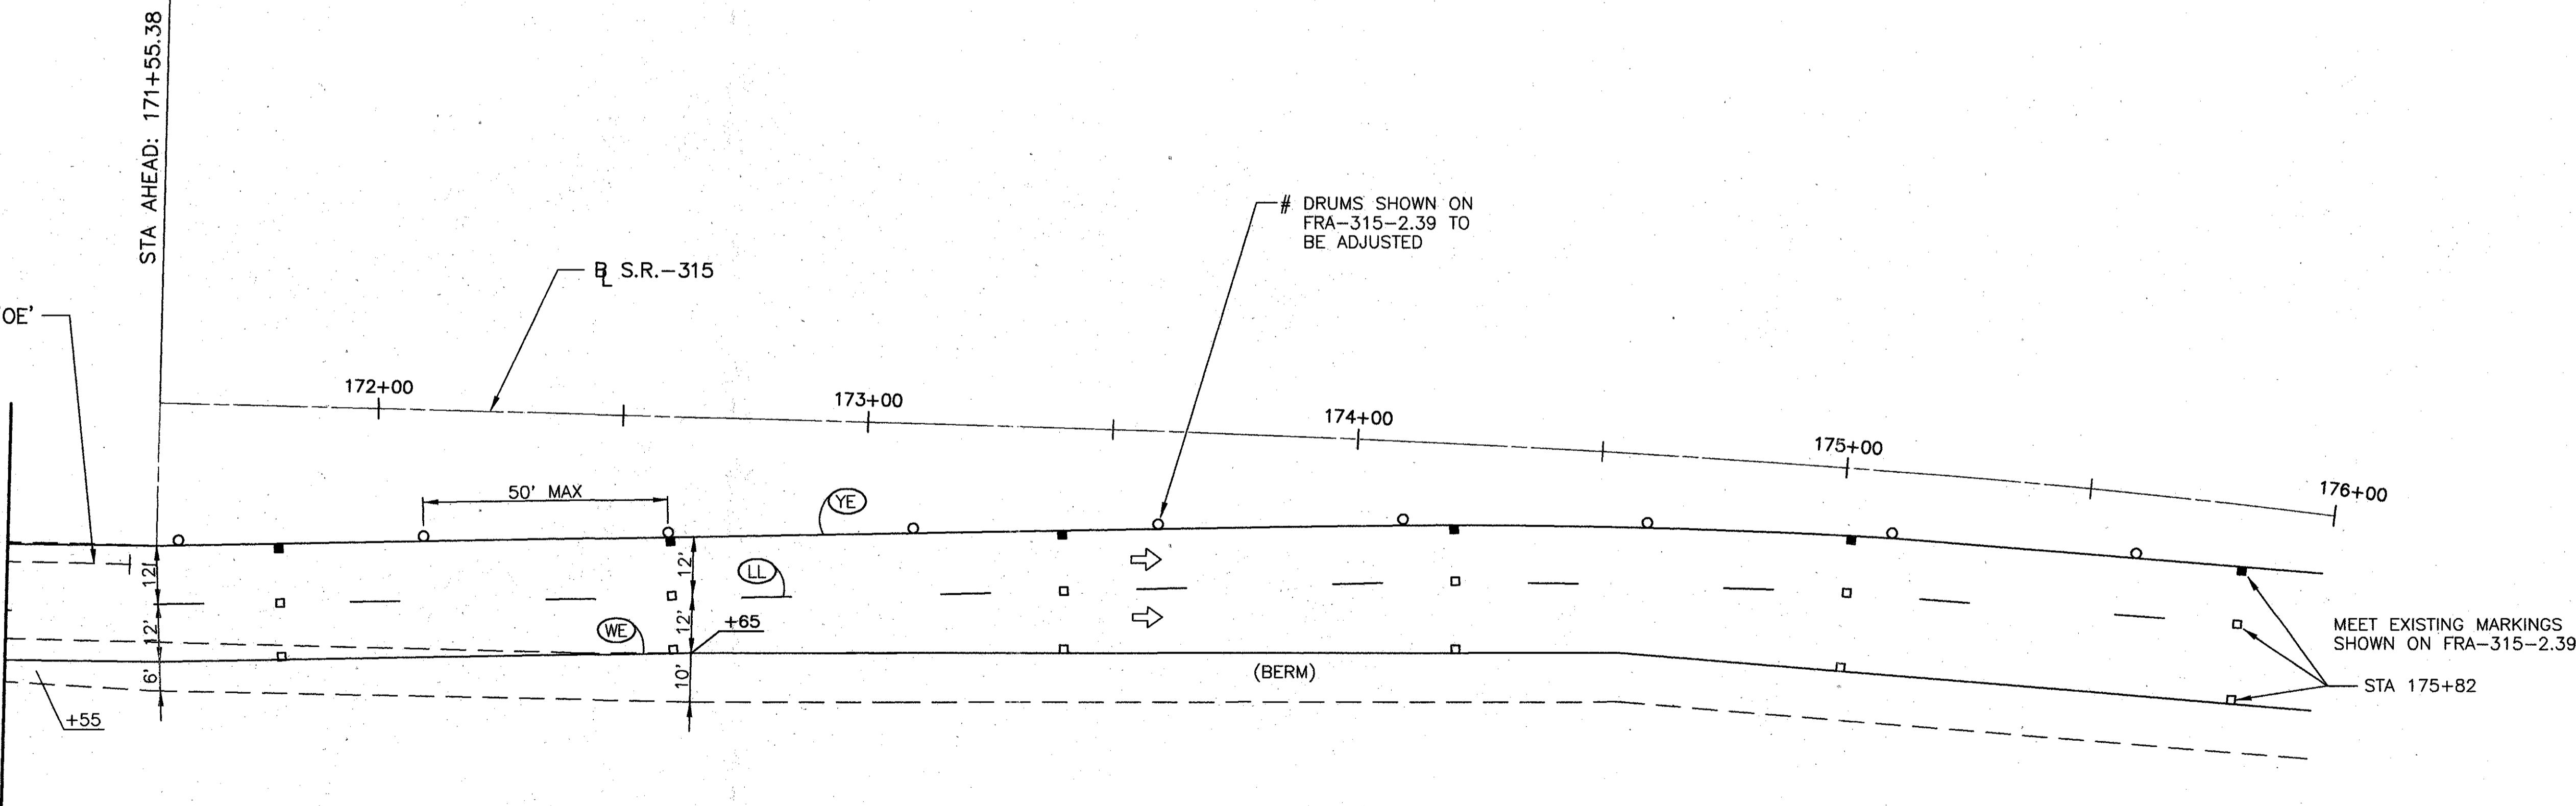 STA AHEAD: 171+55.38
# DRUMS SHOWN ON
FRA-315-2.39 TO
BE ADJUSTED
BL S.R.-315
OE'
172+00
173+00
174+00
175+00
176+00
50' MAX
YE
LL
WE
12'
12'
6'
12'
12'
10'
+65
+55
(BERM)
MEET EXISTING MARKINGS
SHOWN ON FRA-315-2.39
STA 175+82